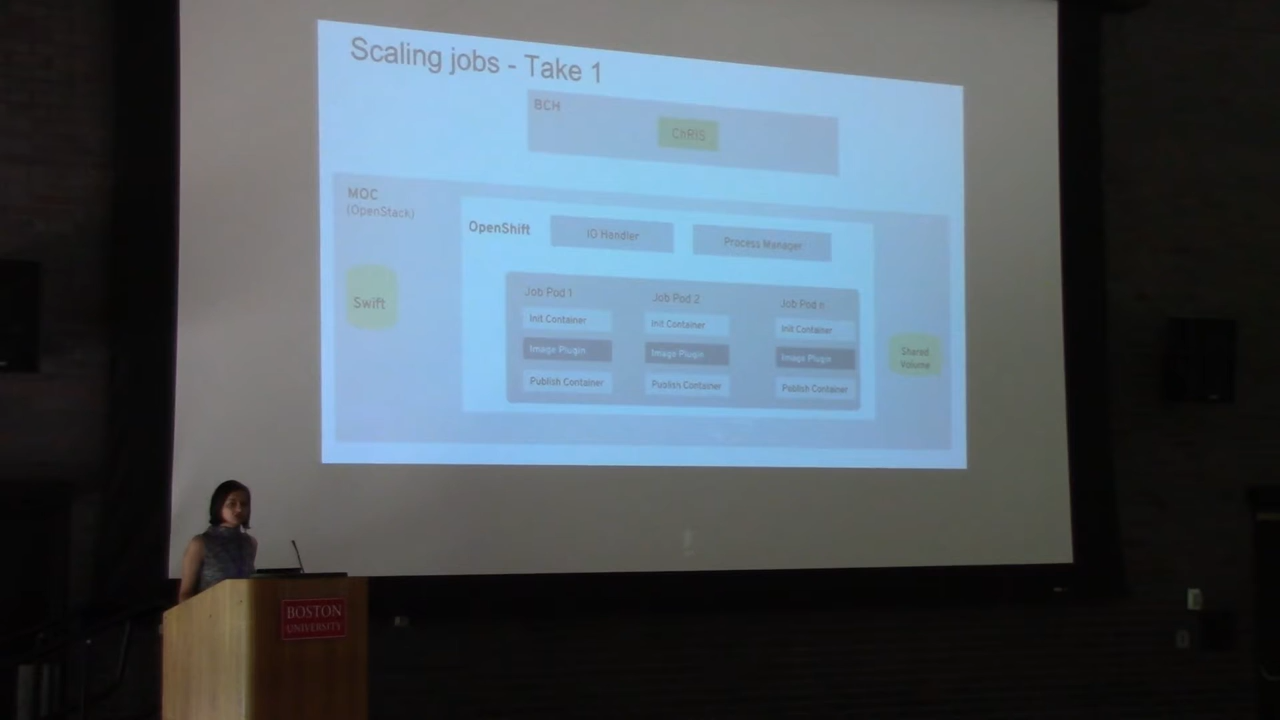 Scaling jobs - Take 1
BCH
ChRIS
MOC
(OpenStack)
OpenShift
IO Handler
Process Manager
Swift
Job Pod 1
Job Pod 2
Job Pod n
Init Container
Init Container
Init Container
Image Plugin
Image Plugin
Image Plugin
Publish Container
Publish Container
Publish Container
Shared
Volume
BOSTON
UNIVERSITY